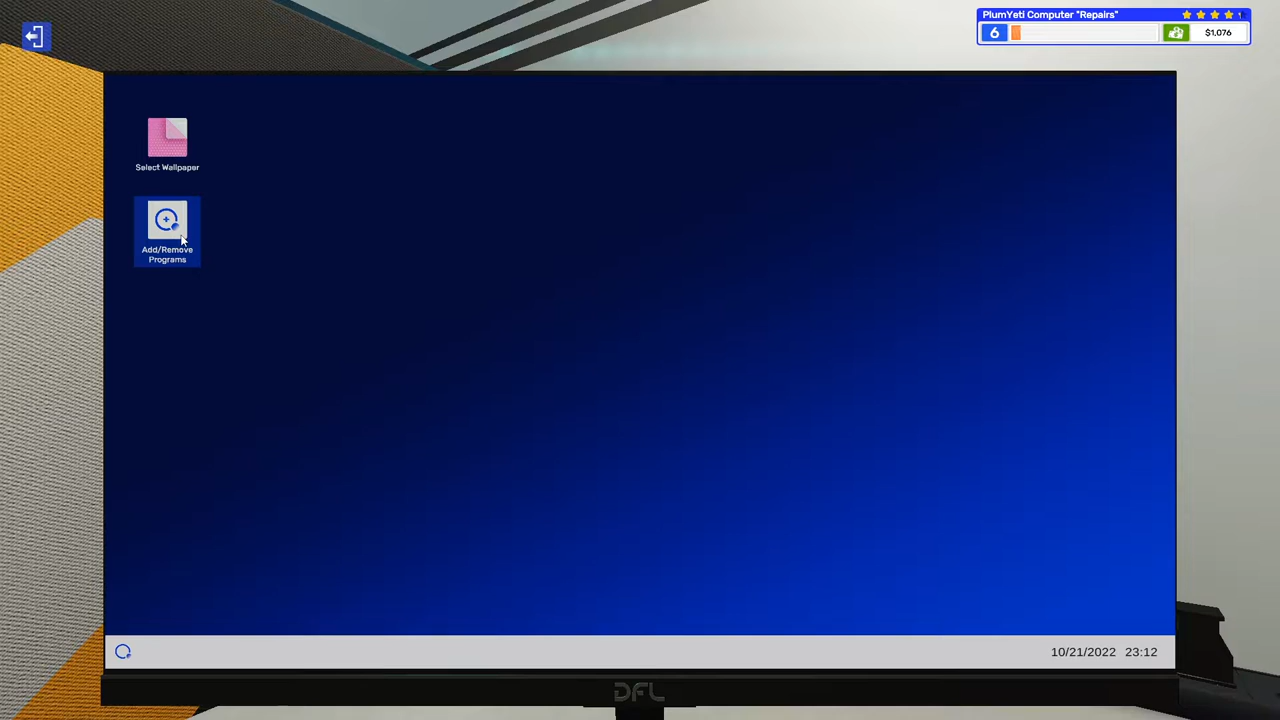 PlumYeti Computer "Repairs"
6
$1,076
Select Wallpaper
Add/Remove
Programs
10/21/2022 23:12
DFL